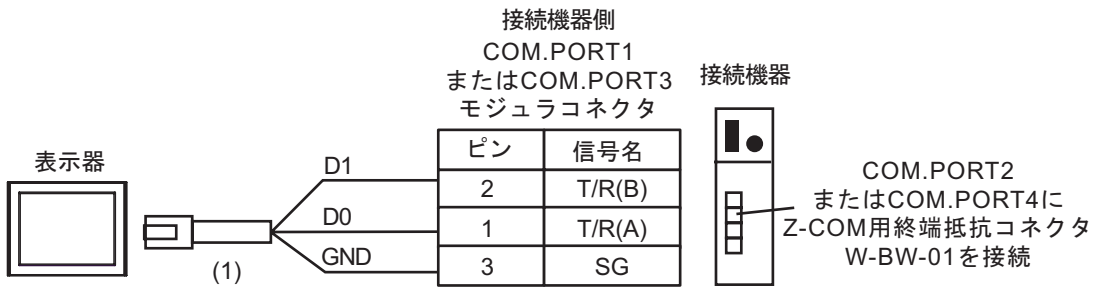 接続機器側
COM.PORT1
またはCOM.PORT3
モジュラコネクタ
接続機器
表示器
ピン 信号名
D1 2 T/R(B)
D0 1 T/R(A)
GND 3 SG
(1)
COM.PORT2
またはCOM.PORT4に
Z-COM用終端抵抗コネクタ
W-BW-01を接続